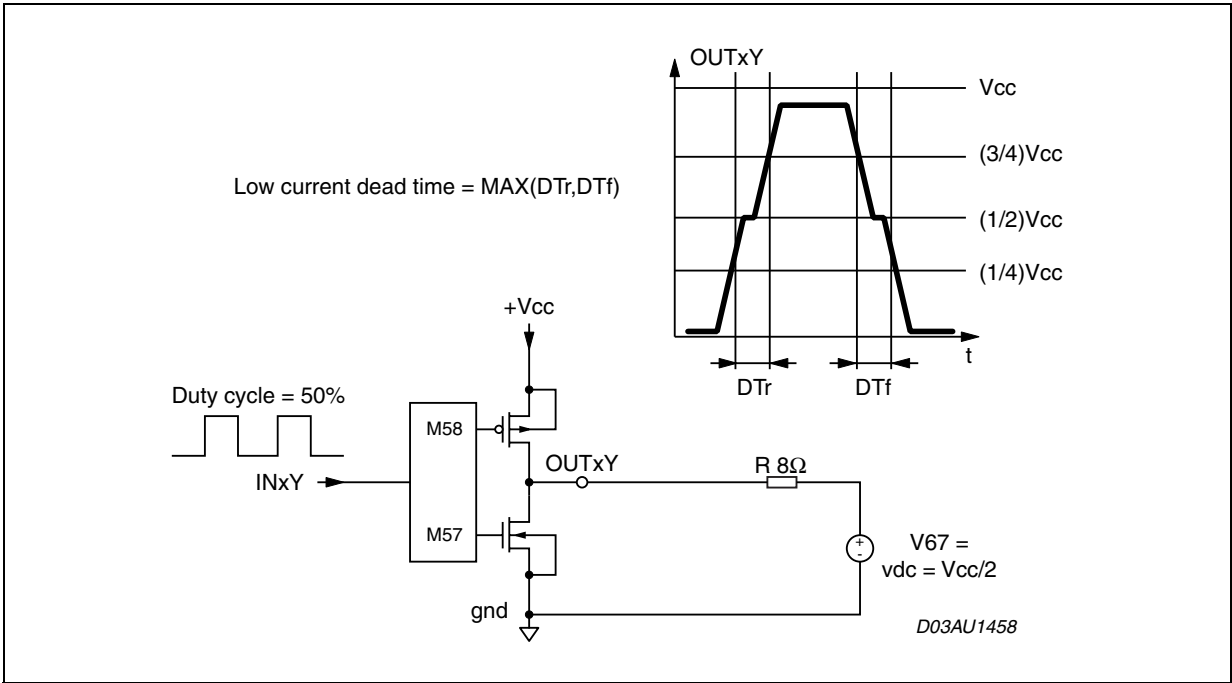 OUTxY
Vcc
(3/4)Vcc
Low current dead time = MAX(DTr,DTf)
(1/2)Vcc
(1/4)Vcc
+Vcc
t
DTr
DTf
Duty cycle = 50%
M58
OUTxY
R 8Ω
INxY
M57
+
-
V67 =
vdc = Vcc/2
gnd
D03AU1458